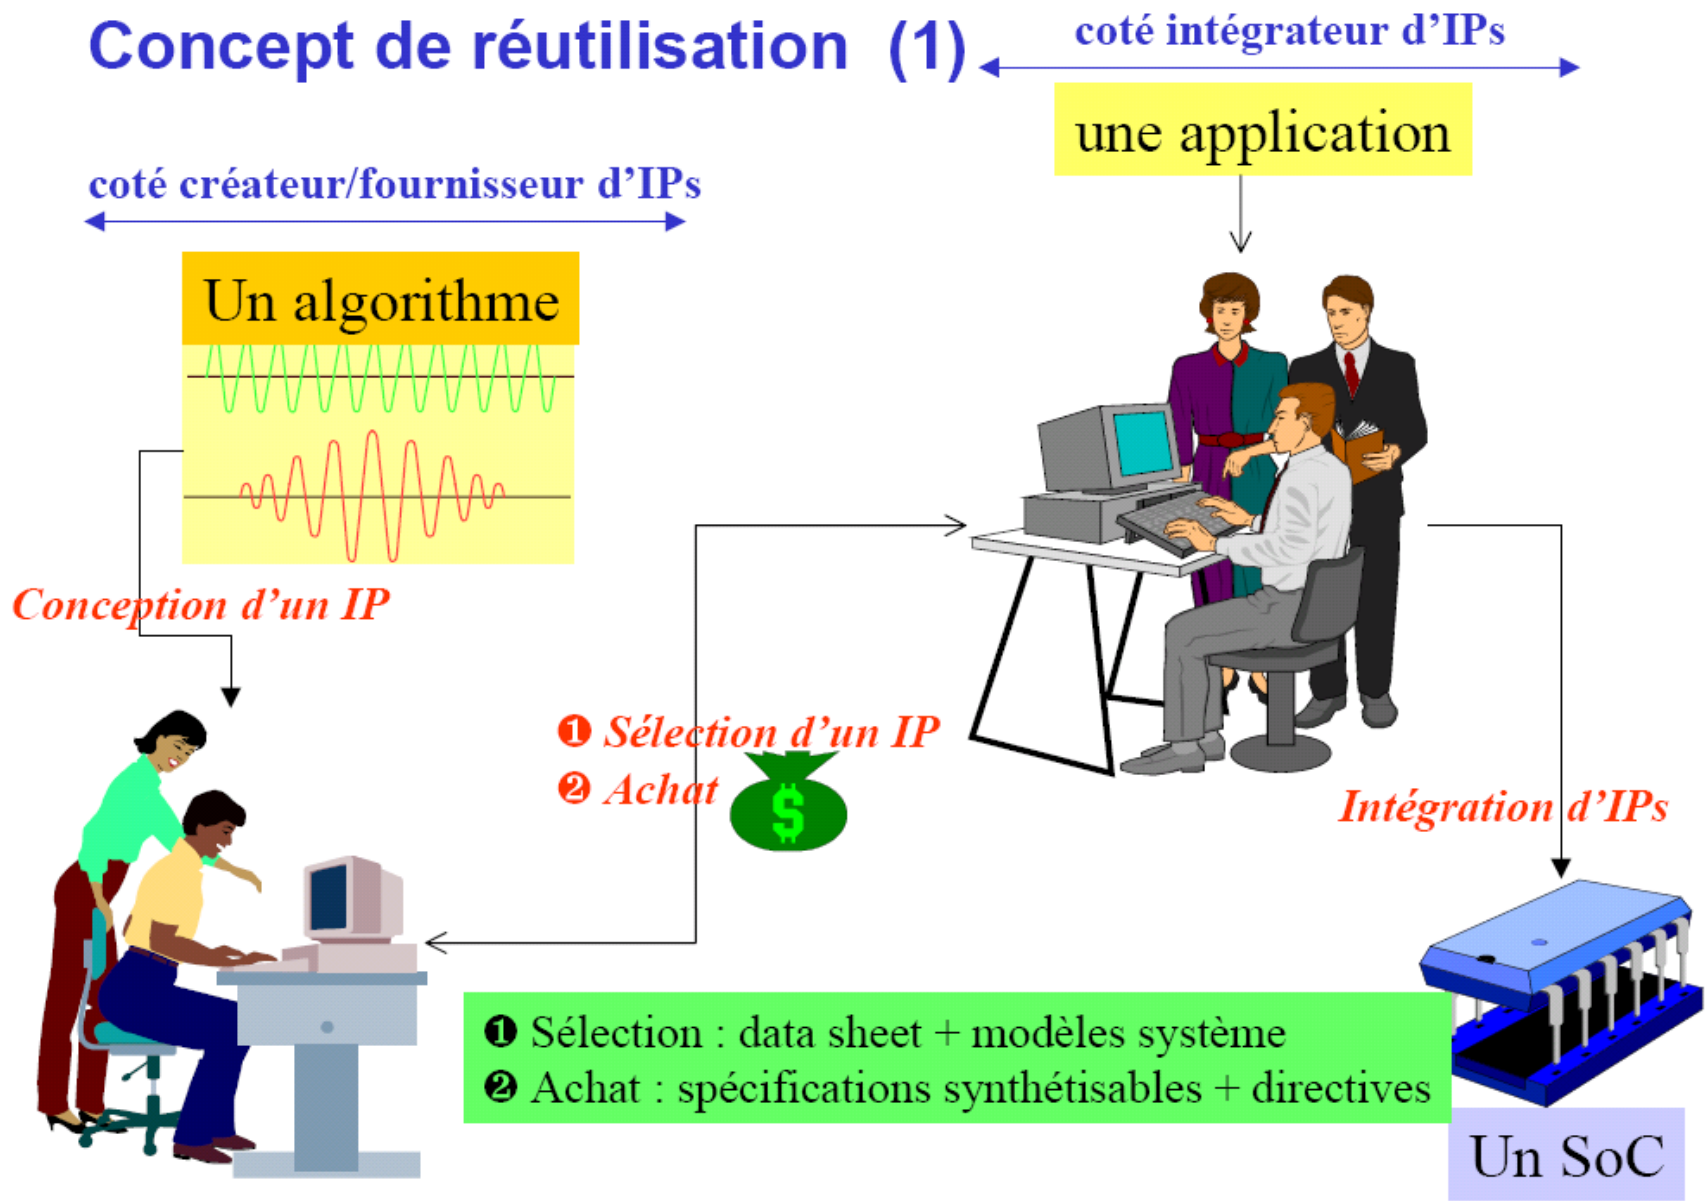 Concept de réutilisation (1)
coté intégrateur d’IPs
une application
coté créateur/fournisseur d’IPs
Un algorithme
Conception d’un IP
❶ Sélection d’un IP
❷ Achat
$
Intégration d’IPs
❶ Sélection : data sheet + modèles système
❷ Achat : spécifications synthétisables + directives
Un SoC